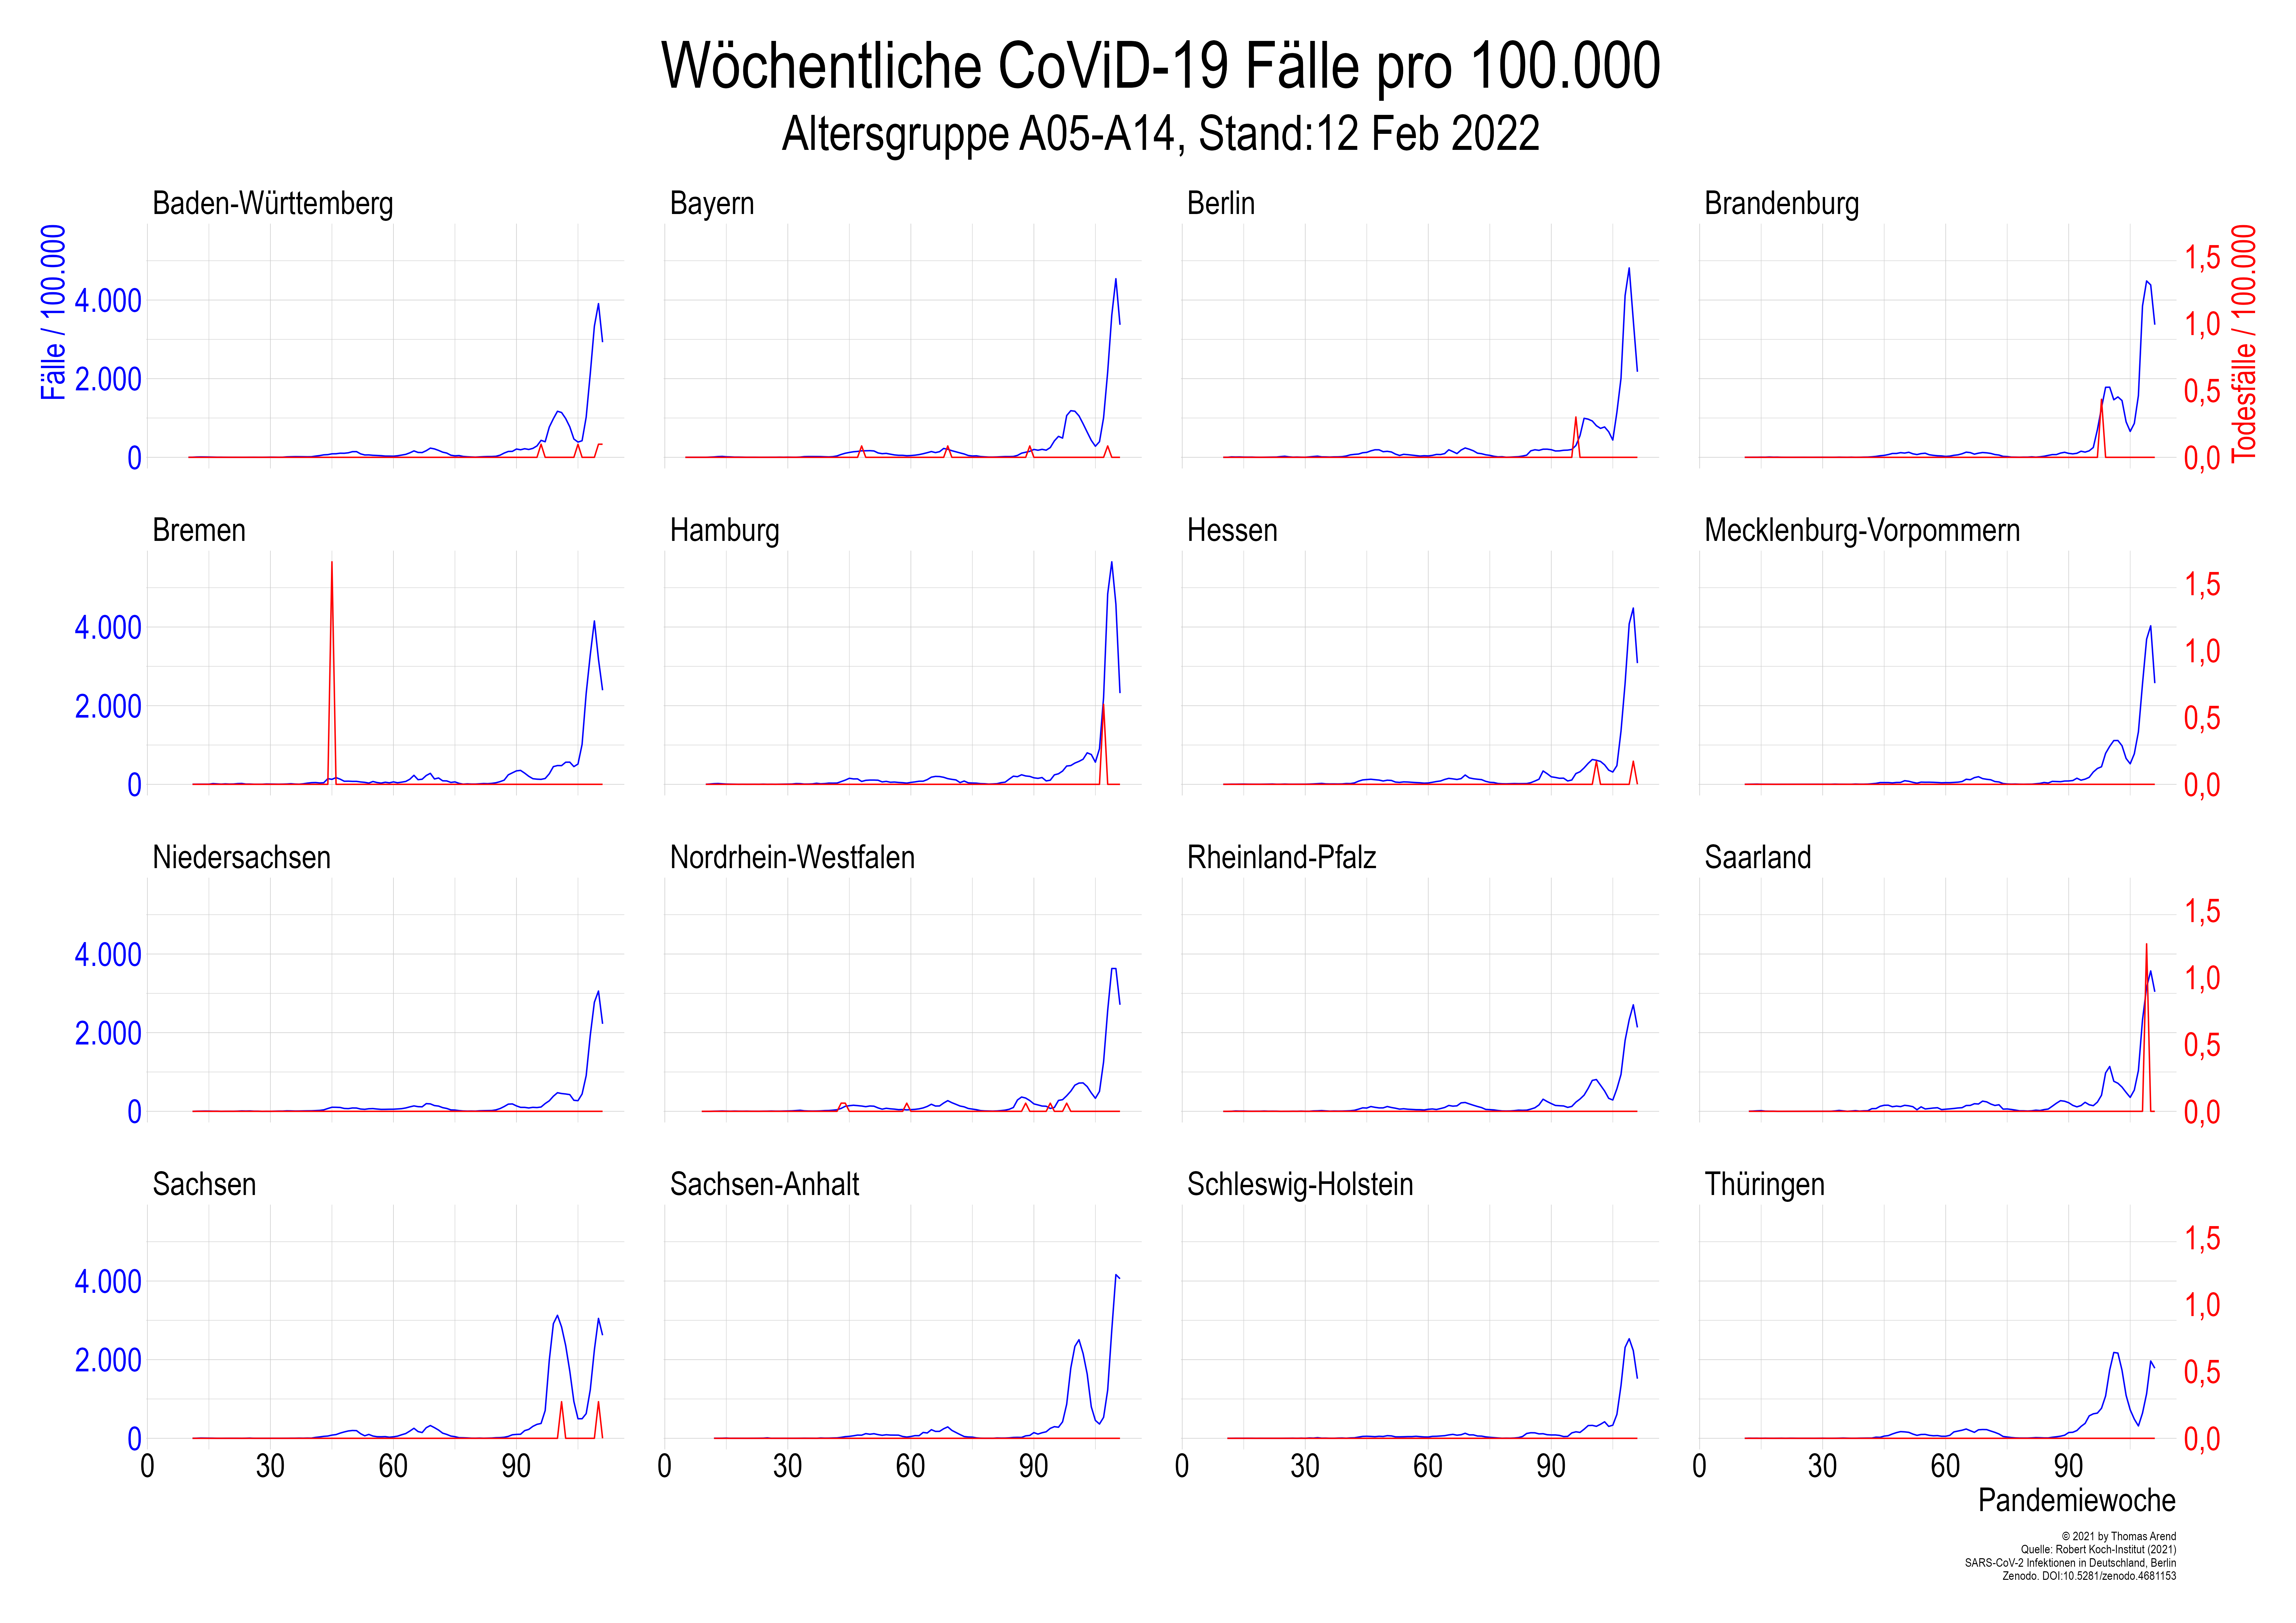 Wöchentliche CoViD-19 Fälle pro 100.000
Altersgruppe A05-A14, Stand:12 Feb 2022
Baden-Württemberg
Bayern
Berlin
Brandenburg
Fälle / 100.000
4.000
2.000
0
1,5
1,0
0,5
0,0
Todesfälle / 100.000
Bremen
Hamburg
Hessen
Mecklenburg-Vorpommern
4.000
2.000
0
1,5
1,0
0,5
0,0
Niedersachsen
Nordrhein-Westfalen
Rheinland-Pfalz
Saarland
4.000
2.000
0
1,5
1,0
0,5
0,0
Sachsen
Sachsen-Anhalt
Schleswig-Holstein
Thüringen
4.000
2.000
0
1,5
1,0
0,5
0,0
0 30 60 90
0 30 60 90
0 30 60 90
0 30 60 90
Pandemiewoche
© 2021 by Thomas Arend
Quelle: Robert Koch-Institut (2021)
SARS-CoV-2 Infektionen in Deutschland, Berlin
Zenodo. DOI:10.5281/zenodo.4681153